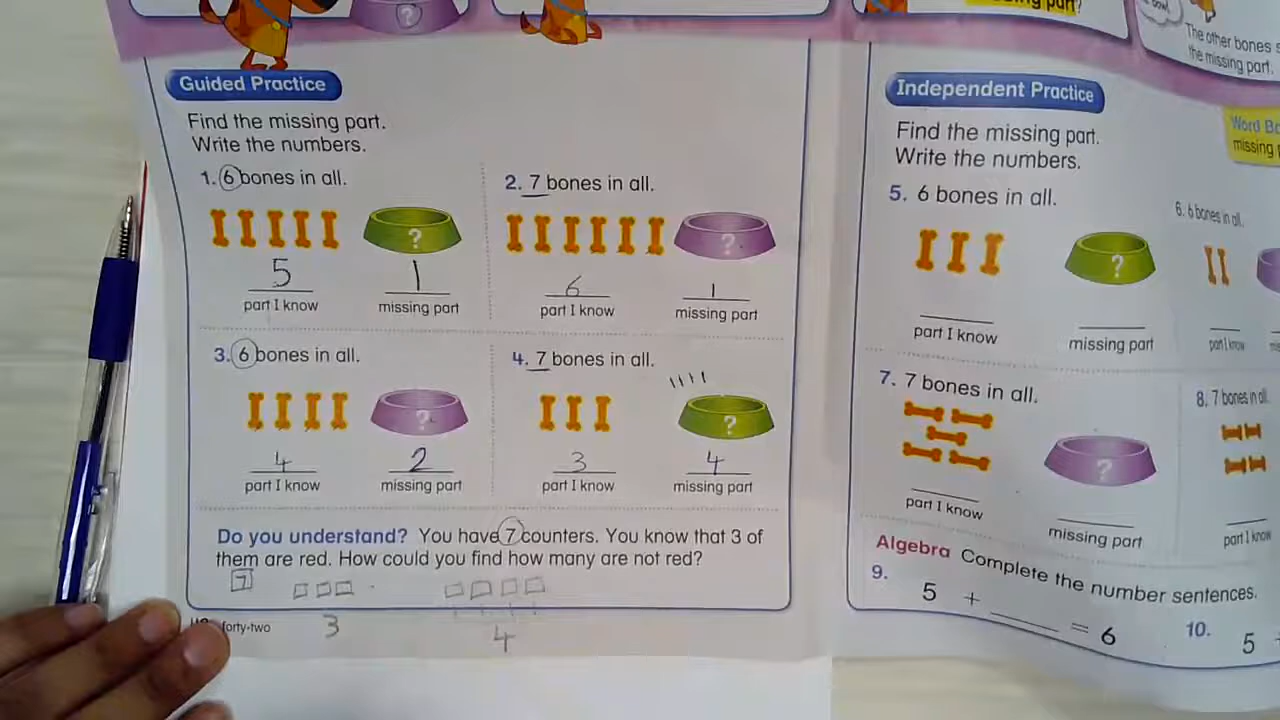 ?
missing part?
bowl.
The other bones
the missing part.
Guided Practice
Find the missing part.
Write the numbers.
1. 6 bones in all.
?
5
1
part I know
missing part
2. 7 bones in all.
?
6
1
part I know
missing part
3. 6 bones in all.
?
4
2
part I know
missing part
4. 7 bones in all.
?
3
4
part I know
missing part
Do you understand? You have 7 counters. You know that 3 of
them are red. How could you find how many are not red?
7
3
4
forty-two
Independent Practice
Word
missing
Find the missing part.
Write the numbers.
5. 6 bones in all.
?
part I know
missing part
6. 6 bones in all.
part I know
7. 7 bones in all.
?
part I know
missing part
8. 7 bones in all.
part I know
Algebra Complete the number sentences.
9. 5 + ____ = 6
10. 5